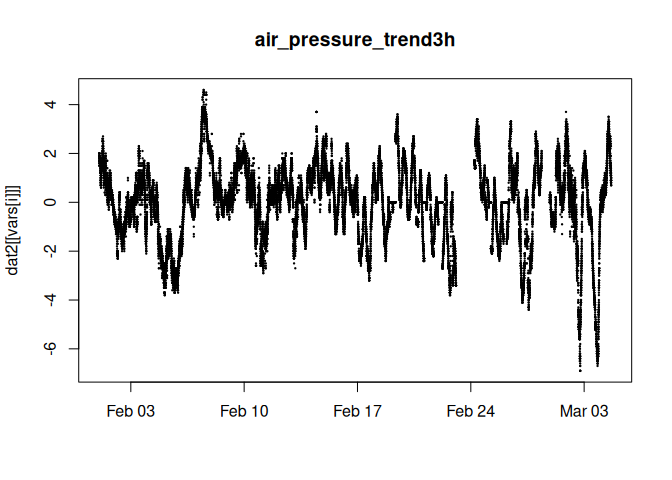 air_pressure_trend3h
dat2[[vars[i]]]
4
2
0
-2
-4
-6
Feb 03
Feb 10
Feb 17
Feb 24
Mar 03